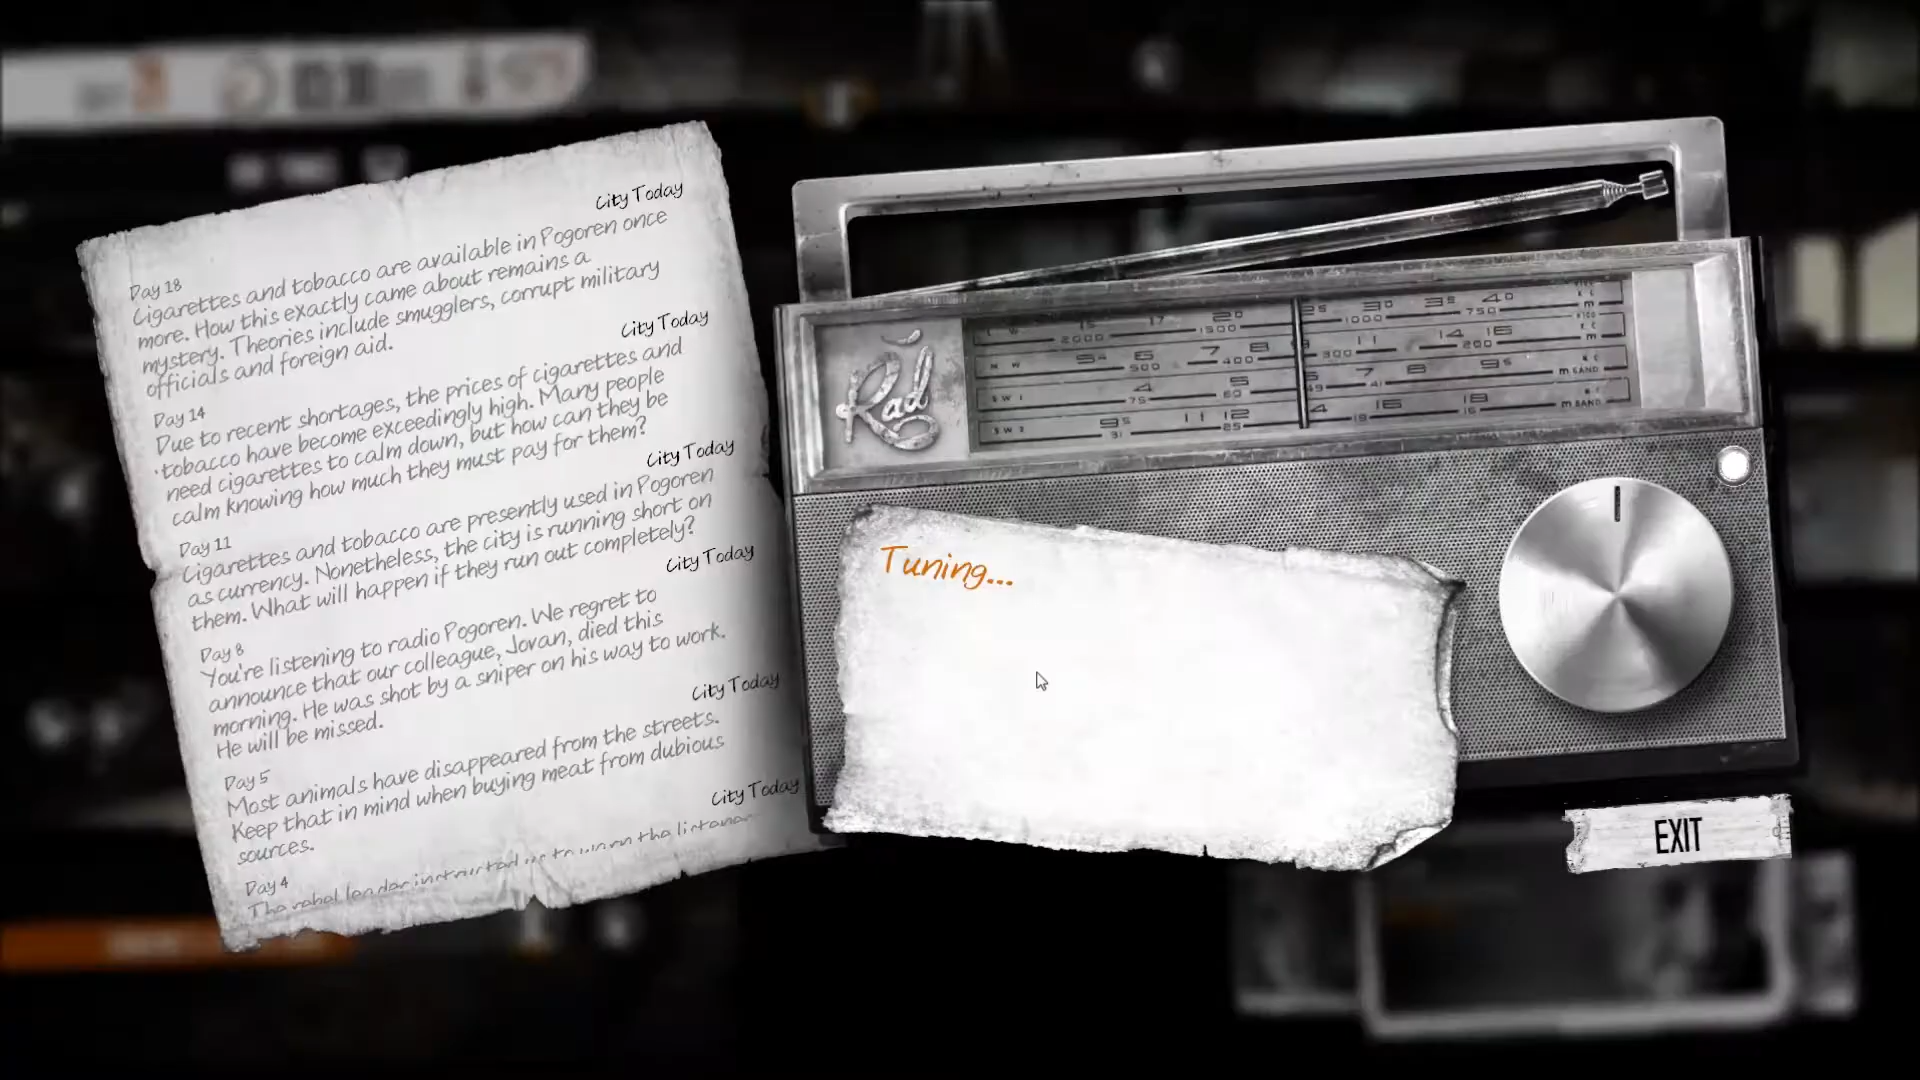 City Today
Day 18
Cigarettes and tobacco are available in Pogoren once
more. How this exactly came about remains a
mystery. Theories include smugglers, corrupt military
officials and foreign aid.
City Today
Day 14
Due to recent shortages, the prices of cigarettes and
tobacco have become exceedingly high. Many people
need cigarettes to calm down, but how can they be
calm knowing how much they must pay for them?
City Today
Day 11
Cigarettes and tobacco are presently used in Pogoren
as currency. Nonetheless, the city is running short on
them. What will happen if they run out completely?
City Today
Day 8
You're listening to radio Pogoren. We regret to
announce that our colleague, Jovan, died this
morning. He was shot by a sniper on his way to work.
He will be missed.
City Today
Day 5
Most animals have disappeared from the streets.
Keep that in mind when buying meat from dubious
sources.
City Today
Day 4
Rad
Tuning...
EXIT